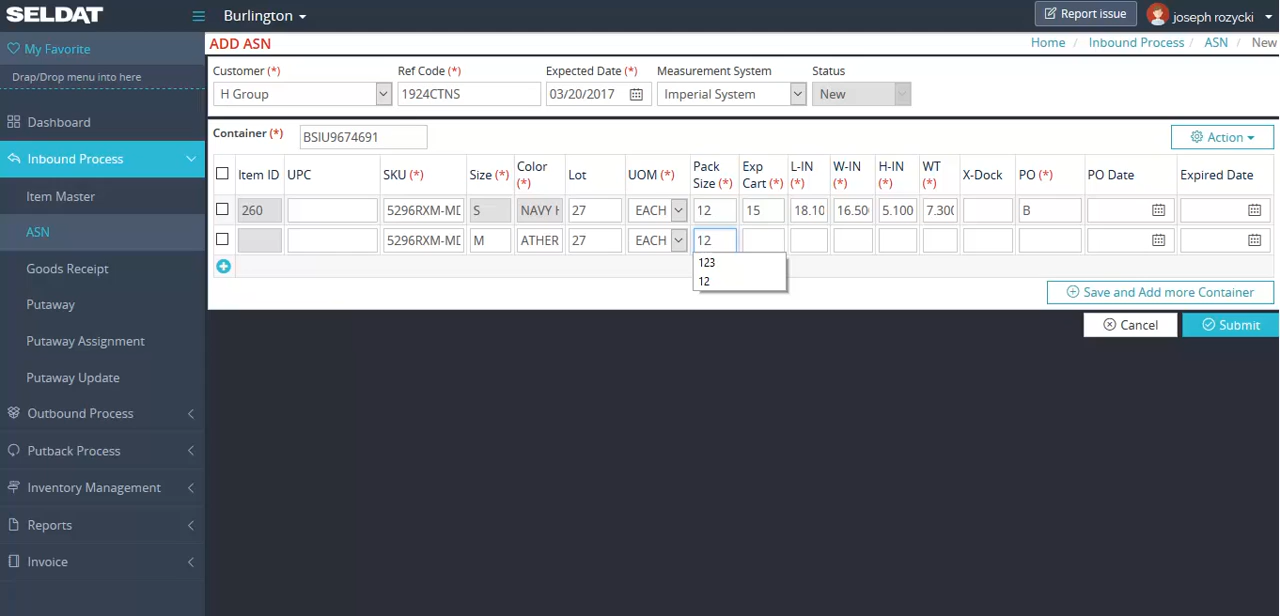 SELDAT
Burlington
Report issue
joseph rozycki
My Favorite
Drap/Drop menu into here
Dashboard
Inbound Process
Item Master
ASN
Goods Receipt
Putaway
Putaway Assignment
Putaway Update
Outbound Process
Putback Process
Inventory Management
Reports
Invoice
ADD ASN
Home / Inbound Process / ASN / New
Customer (*) Ref Code (*) Expected Date (*) Measurement System Status
H Group 1924CTNS 03/20/2017 Imperial System New
Container (*) BSIU9674691
Action
Item ID UPC SKU (*) Size (*) Color (*) Lot UOM (*) Pack Size (*) Exp Cart (*) L-IN (*) W-IN (*) H-IN (*) WT (*) X-Dock PO (*) PO Date Expired Date
260 5296RXM-MD S NAVY H 27 EACH 12 15 18.10 16.50 5.100 7.300 B
5296RXM-MD M ATHER 27 EACH 12
123
12
Save and Add more Container
Cancel
Submit